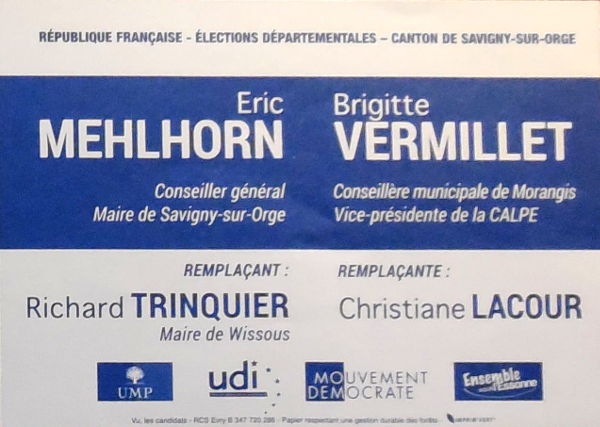 RÉPUBLIQUE FRANÇAISE - ÉLECTIONS DÉPARTEMENTALES – CANTON DE SAVIGNY-SUR-ORGE
Eric
MEHLHORN
Conseiller général
Maire de Savigny-sur-Orge
Brigitte
VERMILLET
Conseillère municipale de Morangis
Vice-présidente de la CALPE
REMPLAÇANT :
Richard TRINQUIER
Maire de Wissous
REMPLAÇANTE :
Christiane LACOUR
UMP
udi
MOUVEMENT
DEMOCRATE
Ensemble
pour l'Essonne
Vu, les candidats - RCS Evry B 347 720 286 - Papier respectant une gestion durable des forêts -